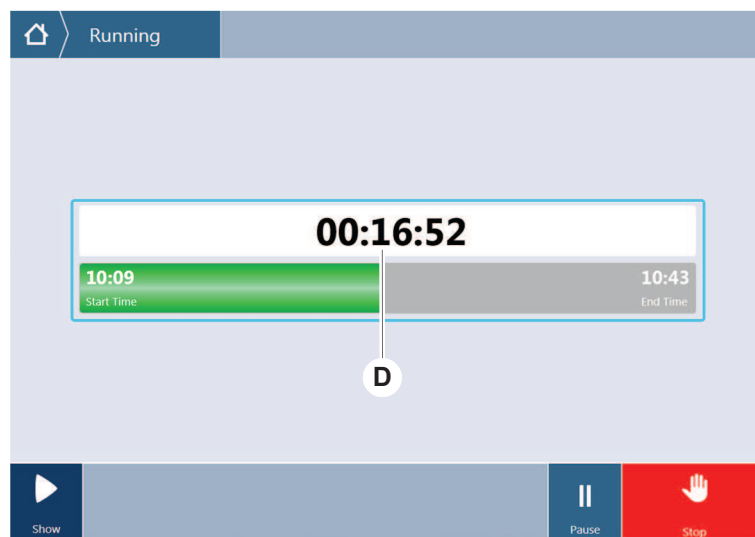 Running
00:16:52
10:09 10:43
Start Time End Time
D
Show Pause Stop